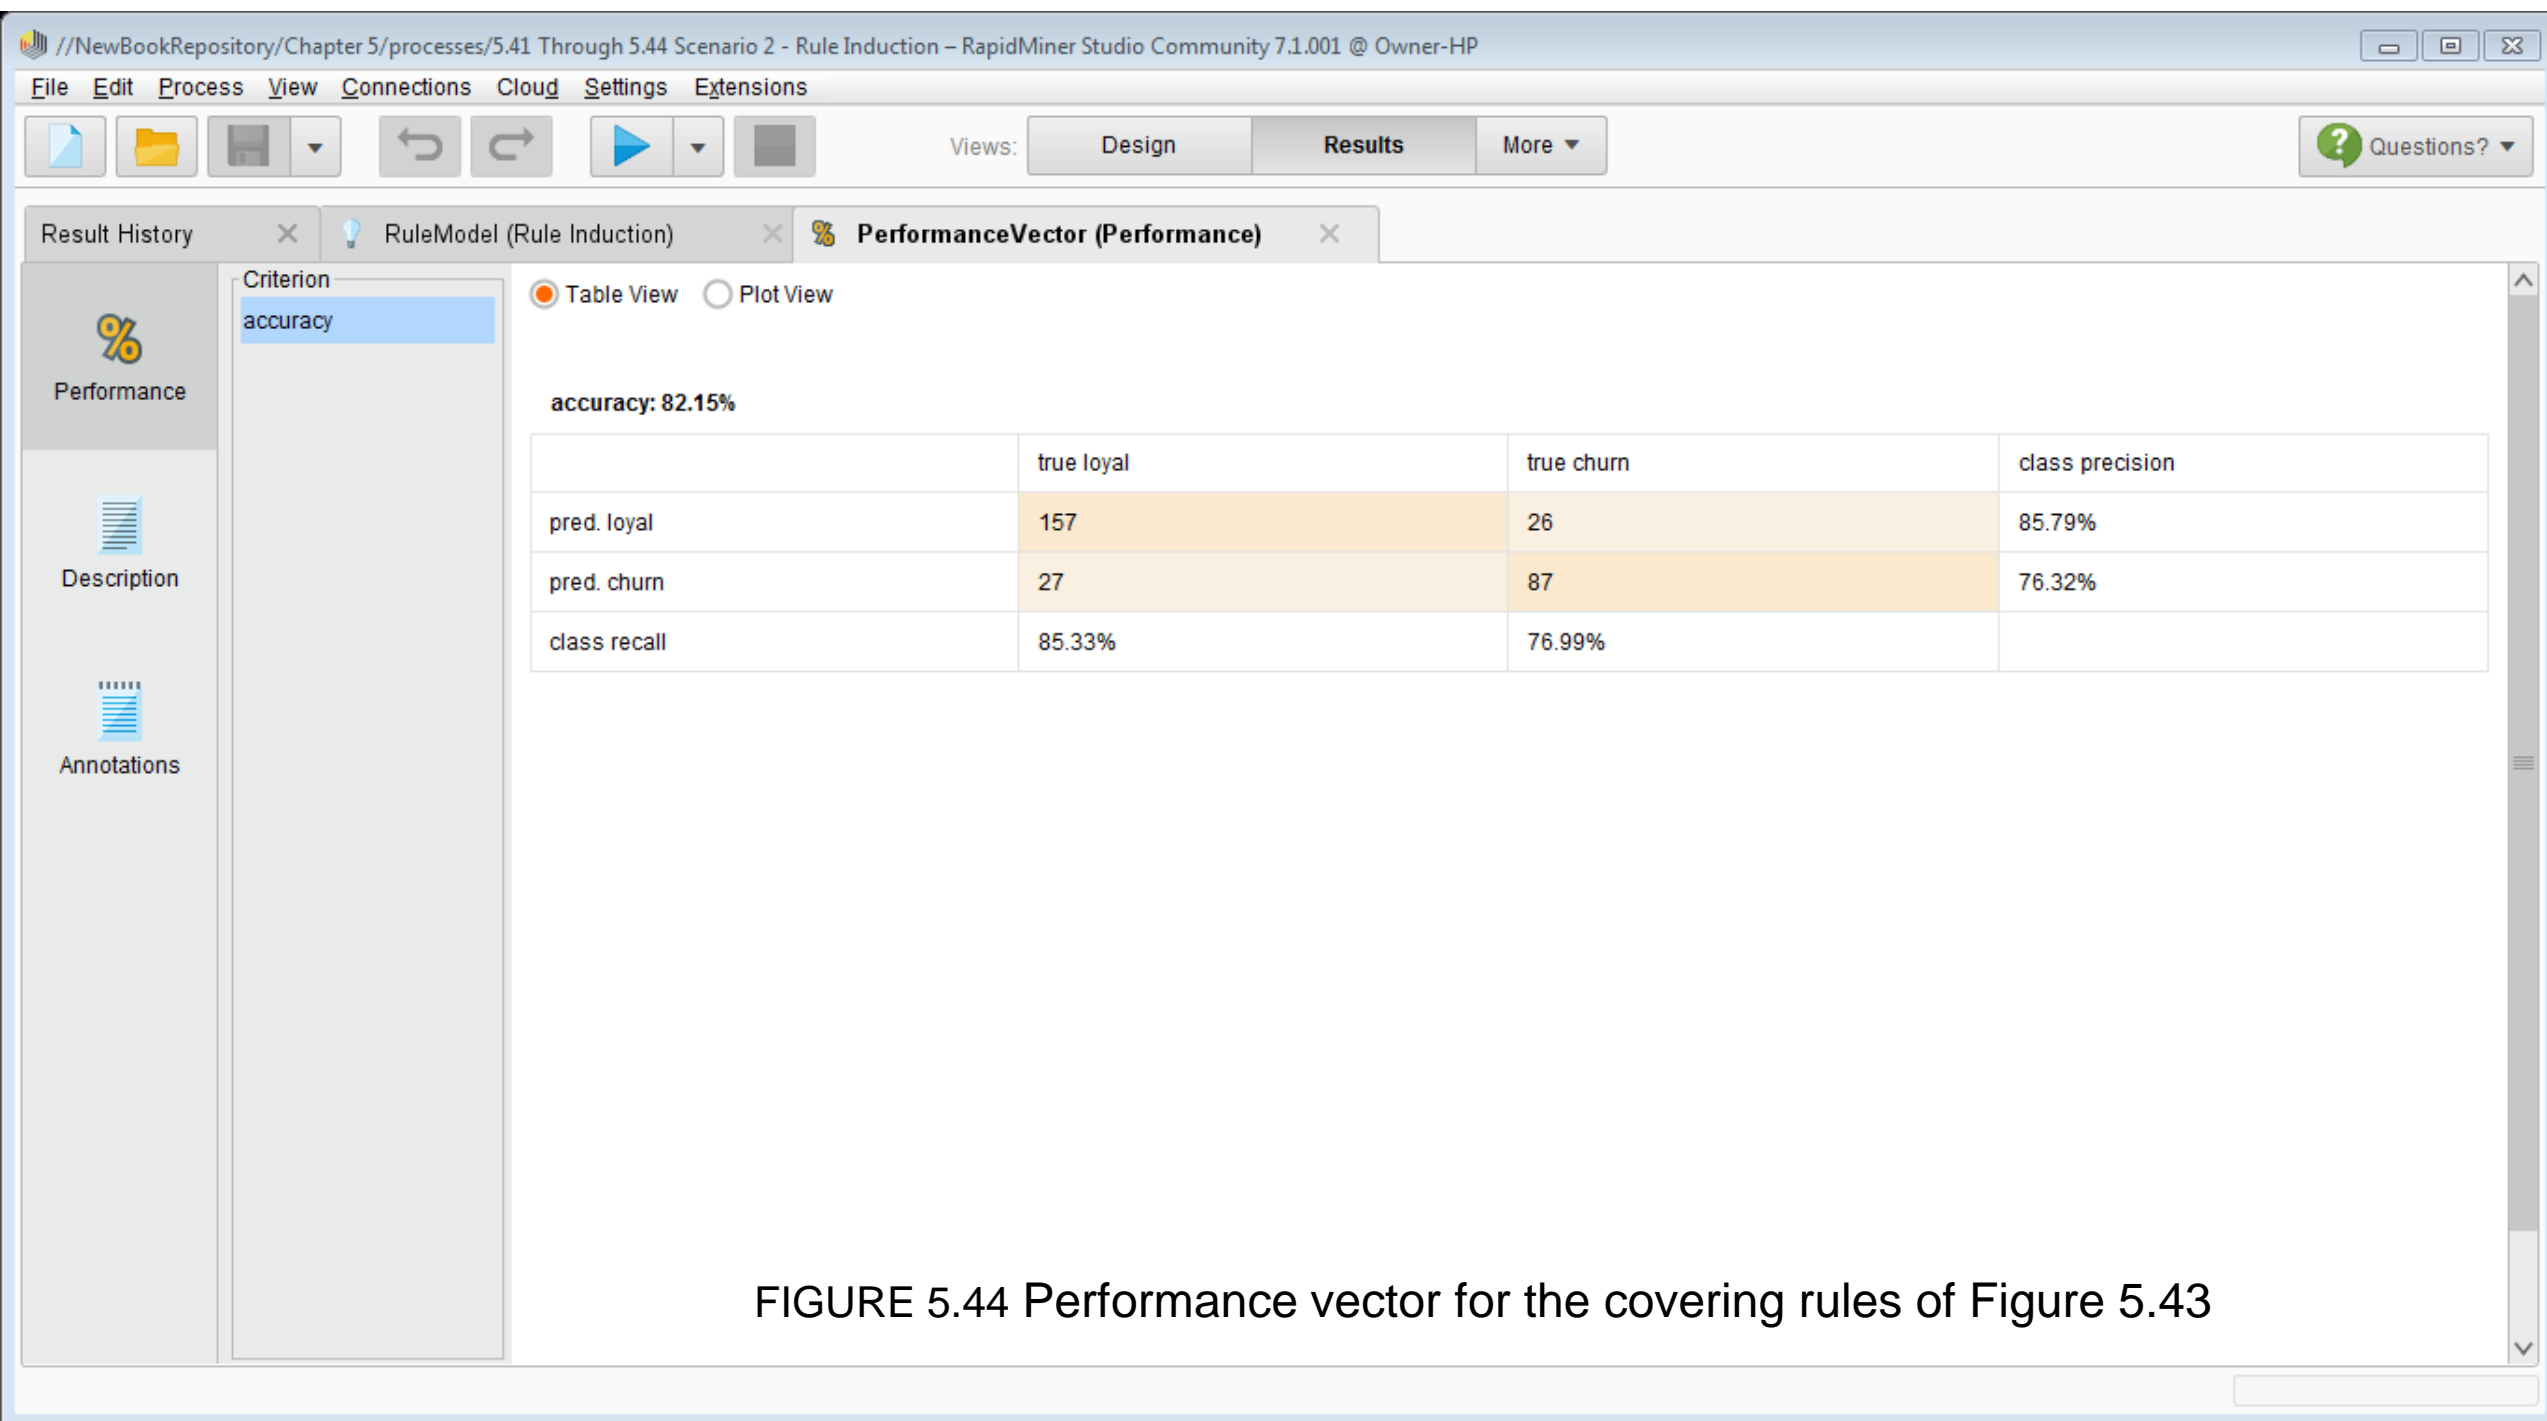 //NewBookRepository/Chapter 5/processes/5.41 Through 5.44 Scenario 2 - Rule Induction – RapidMiner Studio Community 7.1.001 @ Owner-HP
File Edit Process View Connections Cloud Settings Extensions
Views: Design Results More Questions?
Result History RuleModel (Rule Induction) % PerformanceVector (Performance)
Criterion
accuracy
%
Performance
Description
Annotations
Table View Plot View
accuracy: 82.15%
true loyal true churn class precision
pred. loyal 157 26 85.79%
pred. churn 27 87 76.32%
class recall 85.33% 76.99%
FIGURE 5.44 Performance vector for the covering rules of Figure 5.43